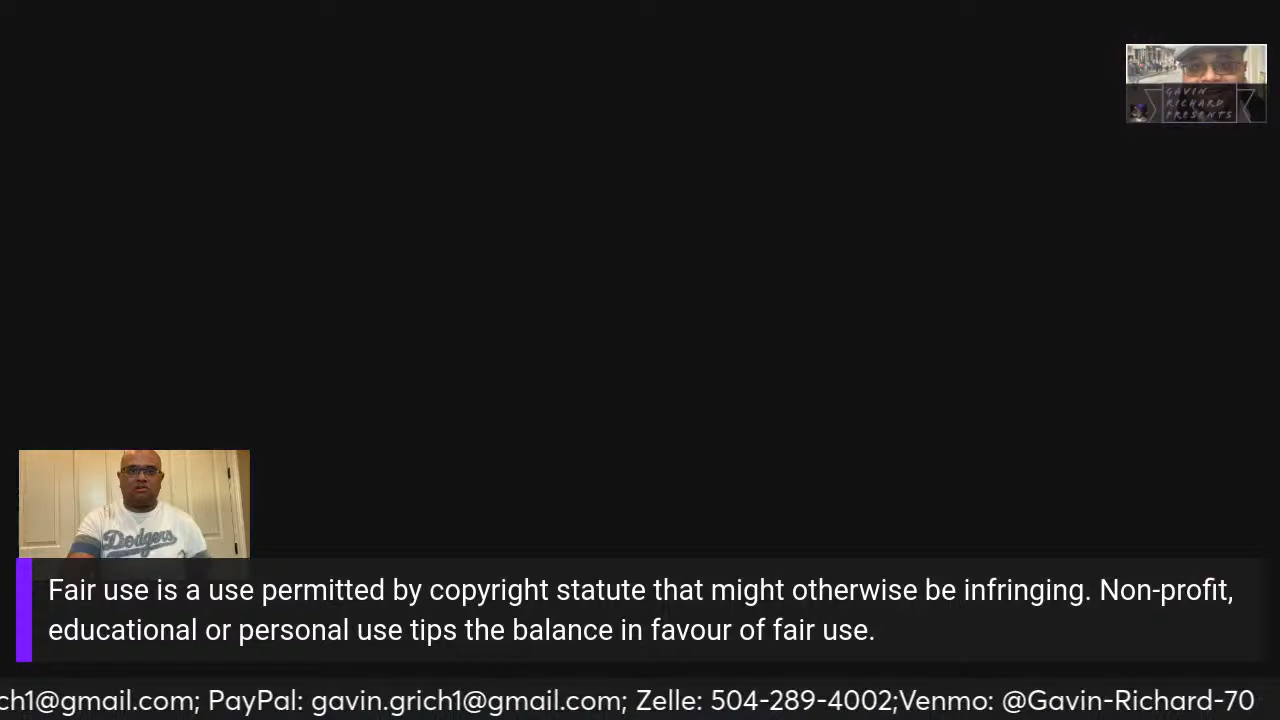 GAVIN
RICHARD
PRESENTS
Dodgers
Fair use is a use permitted by copyright statute that might otherwise be infringing. Non-profit,
educational or personal use tips the balance in favour of fair use.
ch1@gmail.com; PayPal: gavin.grich1@gmail.com; Zelle: 504-289-4002;Venmo: @Gavin-Richard-70